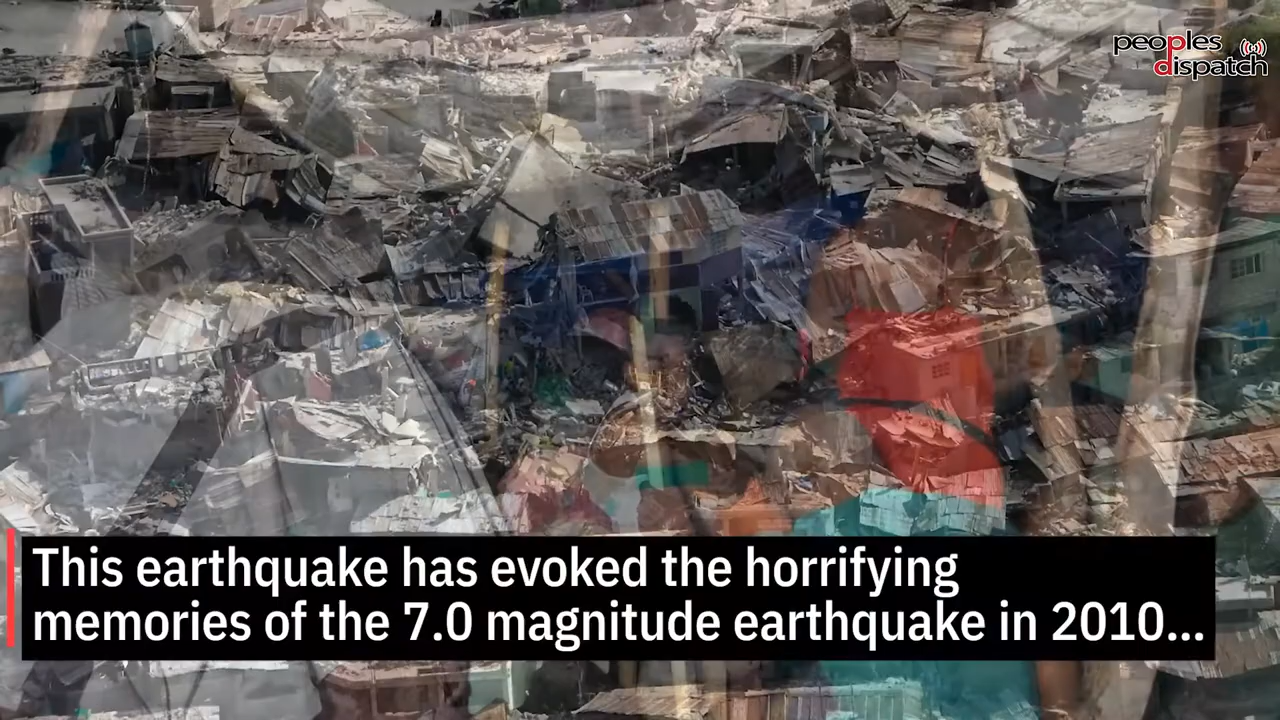 peoples
dispatch
This earthquake has evoked the horrifying
memories of the 7.0 magnitude earthquake in 2010...